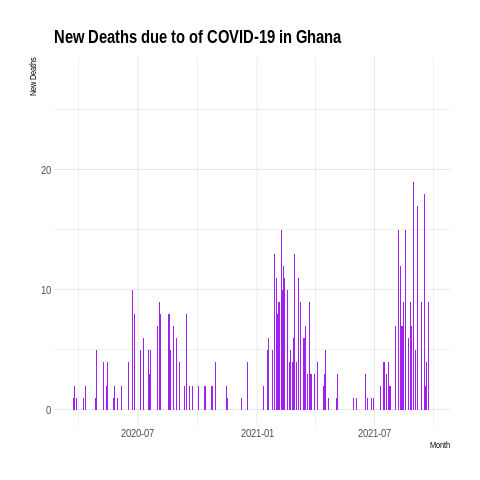 New Deaths due to of COVID-19 in Ghana
New Deaths
20
10
0
2020-07
2021-01
2021-07
Month